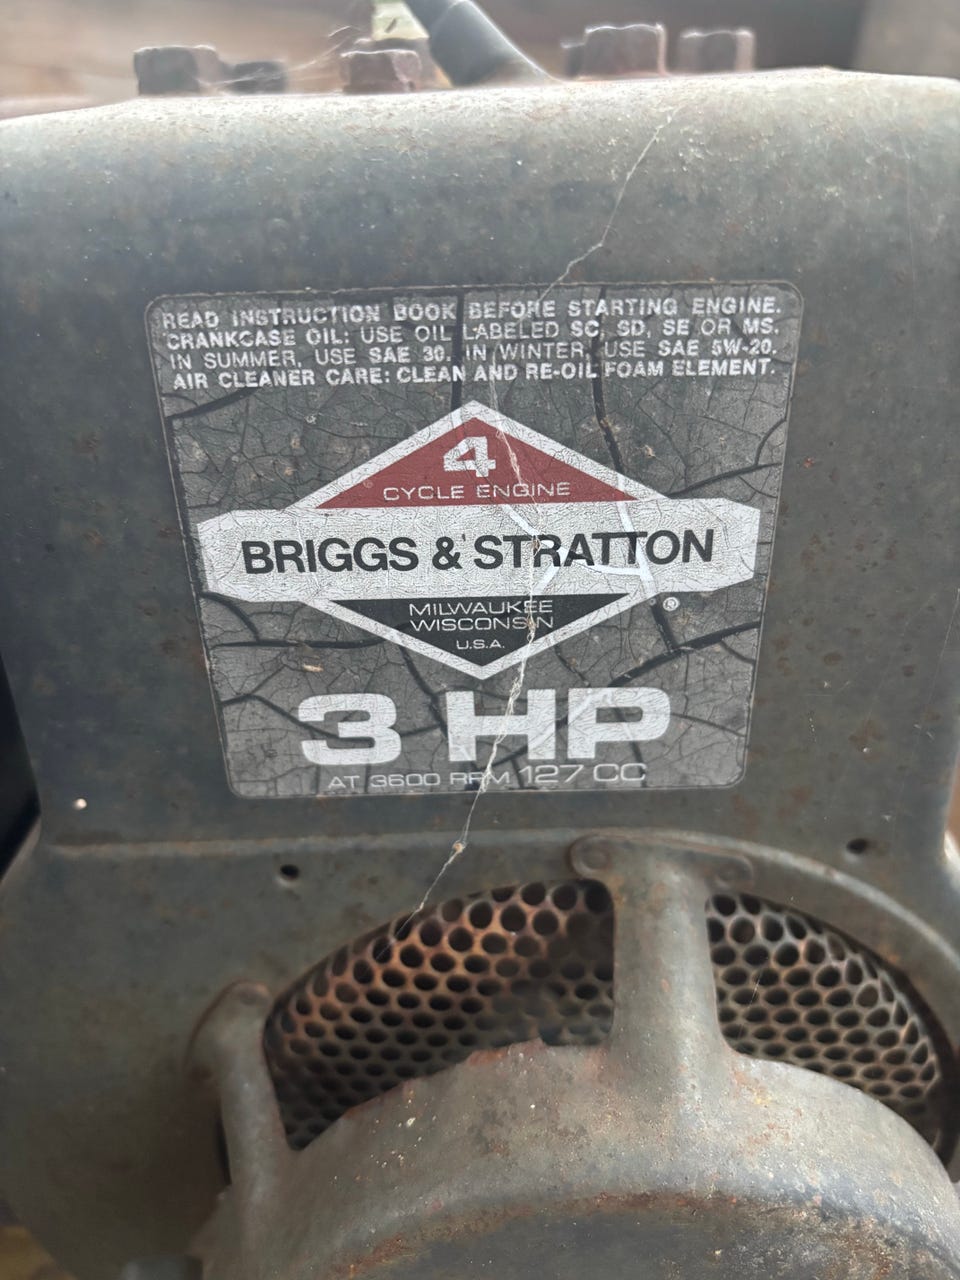 READ INSTRUCTION BOOK BEFORE STARTING ENGINE.
CRANKCASE OIL: USE OIL LABELED SC, SD, SE OR MS.
IN SUMMER, USE SAE 30. IN WINTER, USE SAE 5W-20.
AIR CLEANER CARE: CLEAN AND RE-OIL FOAM ELEMENT.
4
CYCLE ENGINE
BRIGGS & STRATTON
MILWAUKEE
WISCONSIN
U.S.A.
®
3 HP
AT 3600 RPM 127 CC